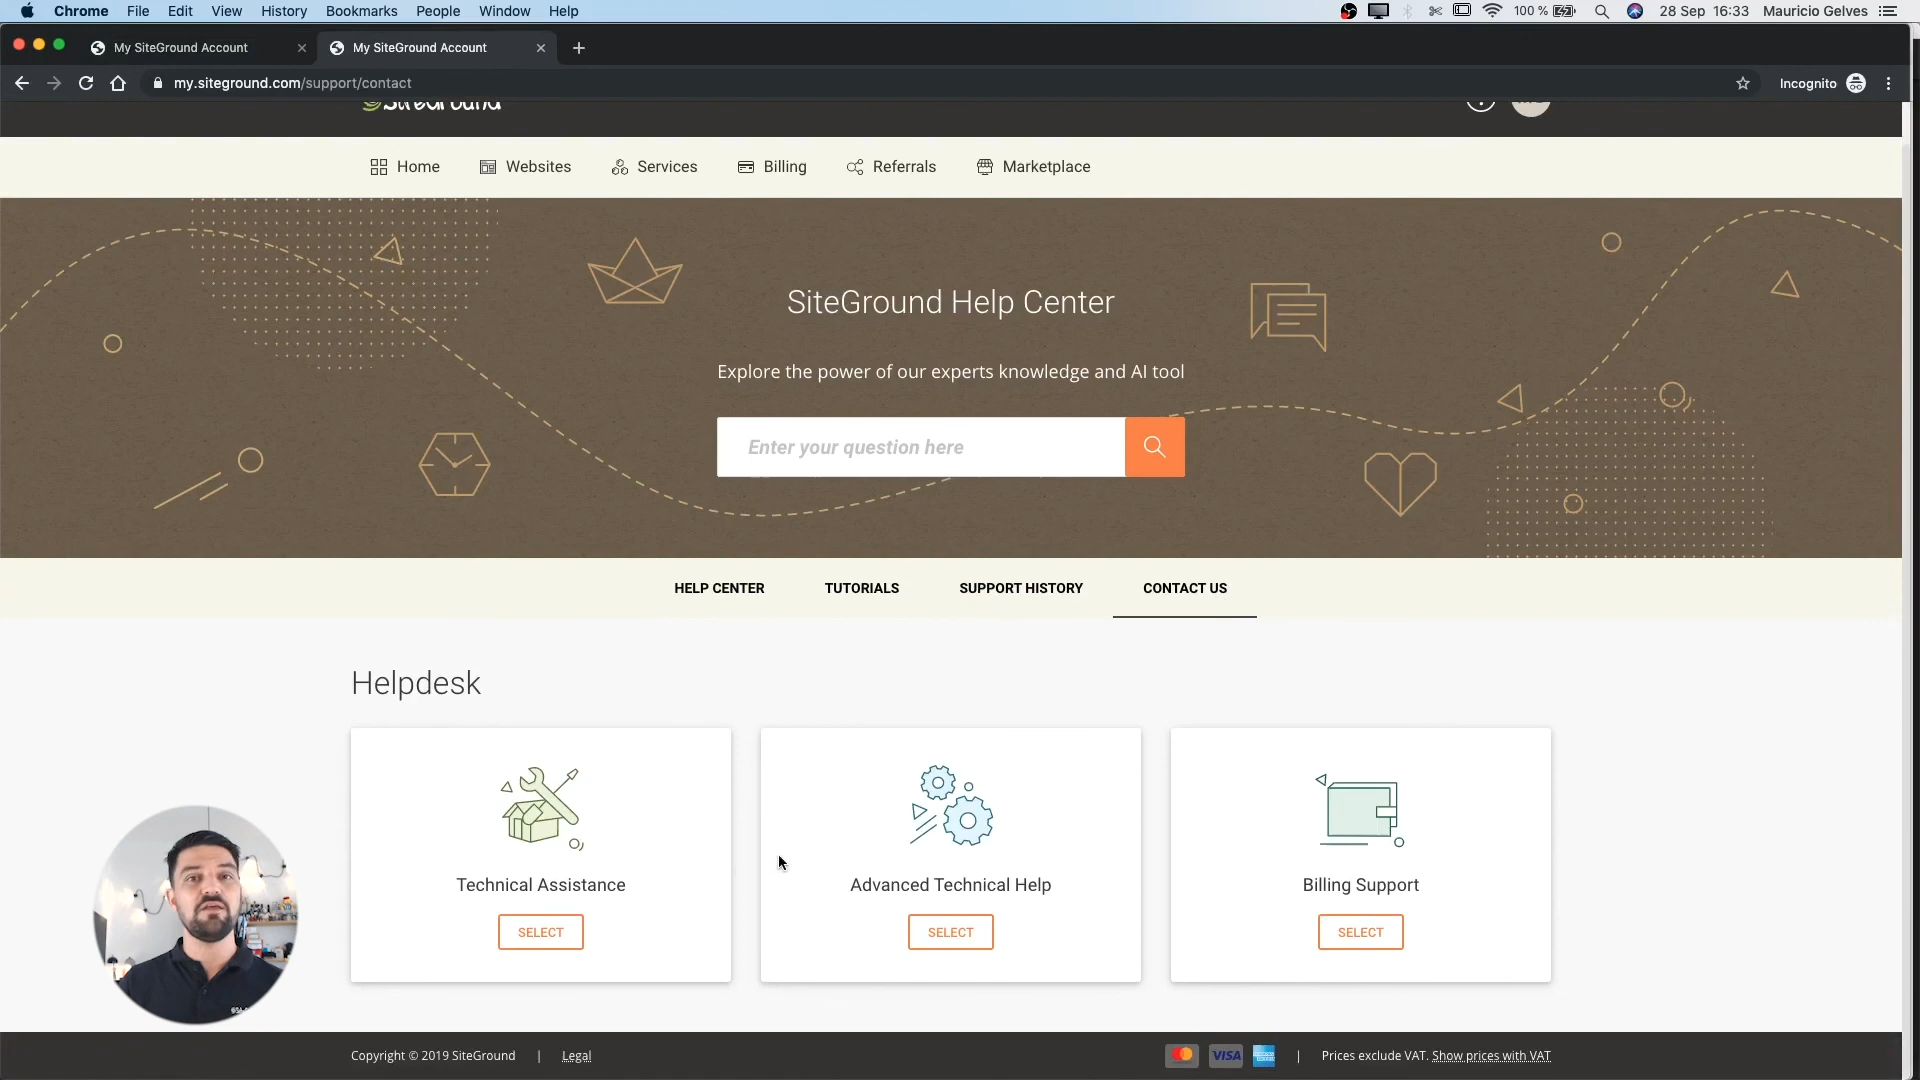 Chrome File Edit View History Bookmarks People Window Help 100 % 28 Sep 16:33 Mauricio Gelves
My SiteGround Account My SiteGround Account
my.siteground.com/support/contact Incognito
SiteGround
Home Websites Services Billing Referrals Marketplace
SiteGround Help Center
Explore the power of our experts knowledge and AI tool
Enter your question here
HELP CENTER TUTORIALS SUPPORT HISTORY CONTACT US
Helpdesk
Technical Assistance Advanced Technical Help Billing Support
SELECT SELECT SELECT
Copyright © 2019 SiteGround | Legal VISA | Prices exclude VAT. Show prices with VAT